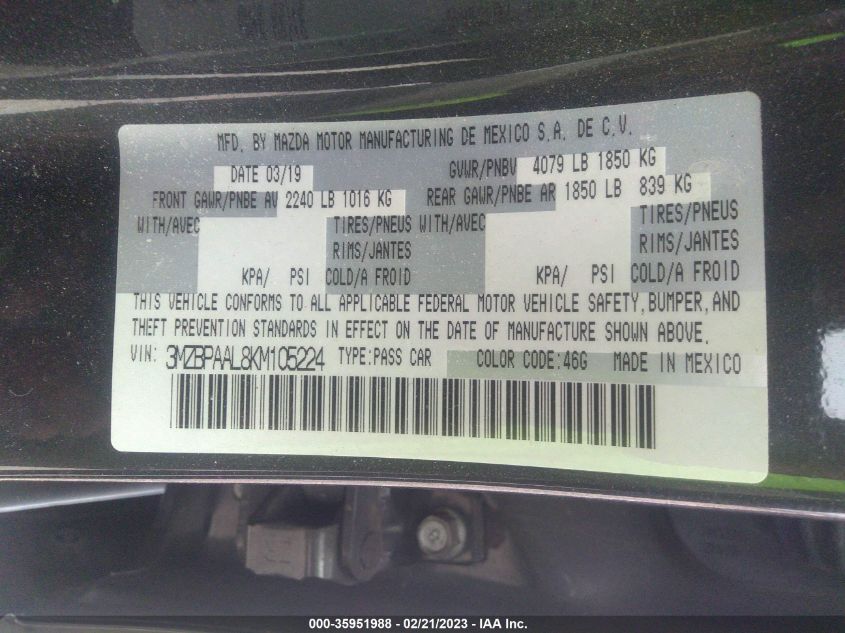 MFD. BY MAZDA MOTOR MANUFACTURING DE MEXICO S.A. DE C.V.
DATE 03/19 GVWR/PNBV 4079 LB 1850 KG
FRONT GAWR/PNBE AV 2240 LB 1016 KG REAR GAWR/PNBE AR 1850 LB 839 KG
WITH/AVEC TIRES/PNEUS WITH/AVEC TIRES/PNEUS
RIMS/JANTES RIMS/JANTES
KPA/ PSI COLD/A FROID KPA/ PSI COLD/A FROID
THIS VEHICLE CONFORMS TO ALL APPLICABLE FEDERAL MOTOR VEHICLE SAFETY, BUMPER, AND
THEFT PREVENTION STANDARDS IN EFFECT ON THE DATE OF MANUFACTURE SHOWN ABOVE.
VIN: 3MZBPAAL8KM105224 TYPE:PASS CAR COLOR CODE:46G MADE IN MEXICO
000-35951988 — 02/21/2023 — IAA Inc.